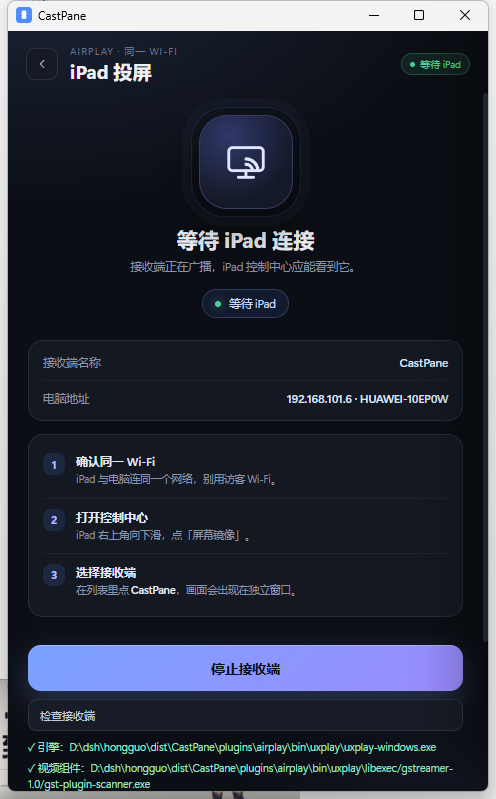 CastPane
AIRPLAY · 同一 WI-FI
iPad 投屏
等待 iPad
等待 iPad 连接
接收端正在广播，iPad 控制中心应能看到它。
等待 iPad
接收端名称 CastPane
电脑地址 192.168.101.6 · HUAWEI-10EP0W
1 确认同一 Wi-Fi
iPad 与电脑连同一个网络，别用访客 Wi-Fi。
2 打开控制中心
iPad 右上角向下滑，点「屏幕镜像」。
3 选择接收端
在列表里点 CastPane，画面会出现在独立窗口。
停止接收端
检查接收端
✓ 引擎：D:\dsh\hongguo\dist\CastPane\plugins\airplay\bin\uxplay\uxplay-windows.exe
✓ 视频组件：D:\dsh\hongguo\dist\CastPane\plugins\airplay\bin\uxplay\libexec/gstreamer-
1.0/gst-plugin-scanner.exe